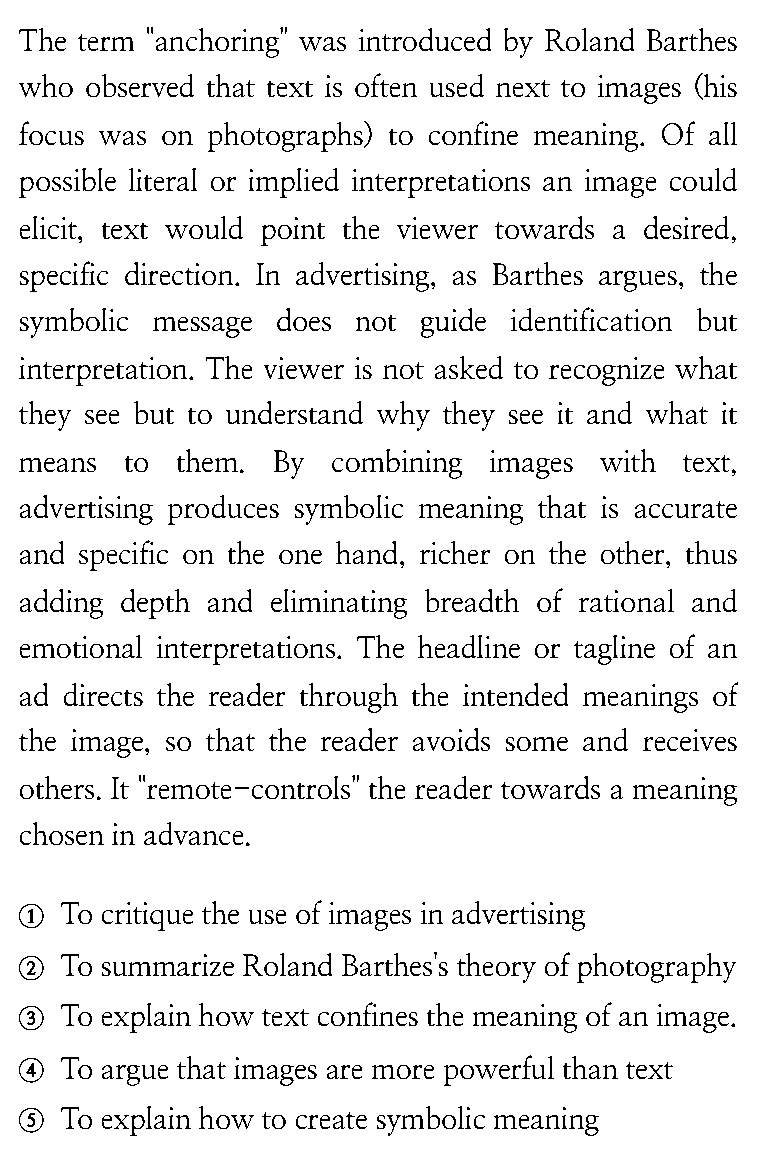 The term "anchoring" was introduced by Roland Barthes
who observed that text is often used next to images (his
focus was on photographs) to confine meaning. Of all
possible literal or implied interpretations an image could
elicit, text would point the viewer towards a desired,
specific direction. In advertising, as Barthes argues, the
symbolic message does not guide identification but
interpretation. The viewer is not asked to recognize what
they see but to understand why they see it and what it
means to them. By combining images with text,
advertising produces symbolic meaning that is accurate
and specific on the one hand, richer on the other, thus
adding depth and eliminating breadth of rational and
emotional interpretations. The headline or tagline of an
ad directs the reader through the intended meanings of
the image, so that the reader avoids some and receives
others. It "remote-controls" the reader towards a meaning
chosen in advance.
① To critique the use of images in advertising
② To summarize Roland Barthes's theory of photography
③ To explain how text confines the meaning of an image.
④ To argue that images are more powerful than text
⑤ To explain how to create symbolic meaning